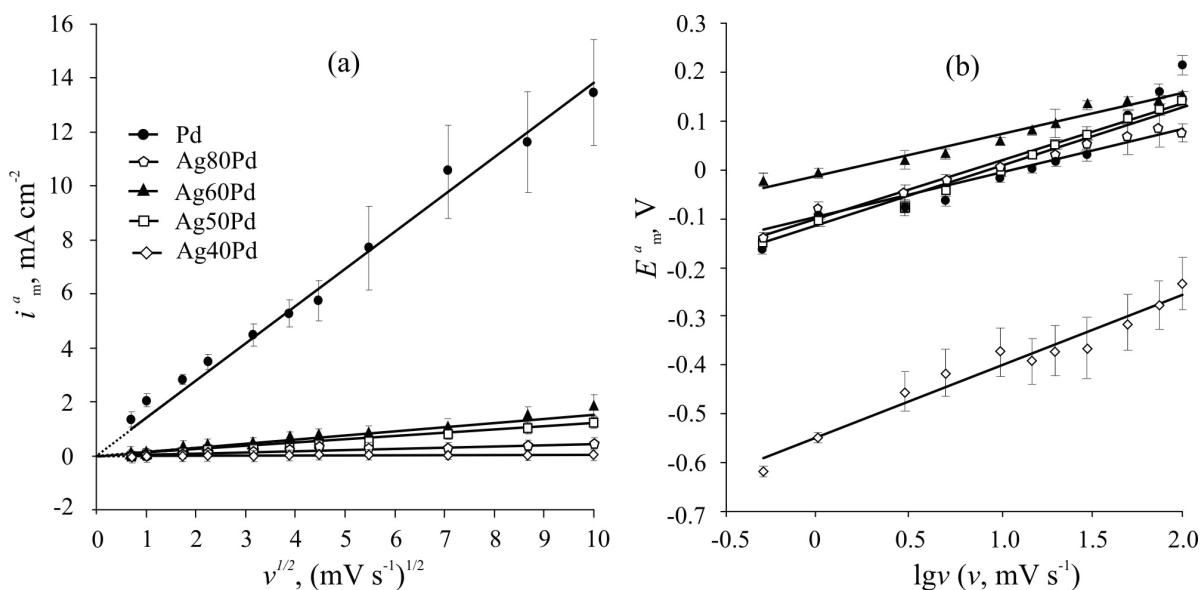 16
14
12
10
8
6
4
2
0
-2
0 1 2 3 4 5 6 7 8 9 10
i^a_m, mA cm^-2
v^1/2, (mV s^-1)^1/2
(a)
Pd
Ag80Pd
Ag60Pd
Ag50Pd
Ag40Pd
0.3
0.2
0.1
0
-0.1
-0.2
-0.3
-0.4
-0.5
-0.6
-0.7
-0.5 0 0.5 1.0 1.5 2.0
E^a_m, V
lgv (v, mV s^-1)
(b)